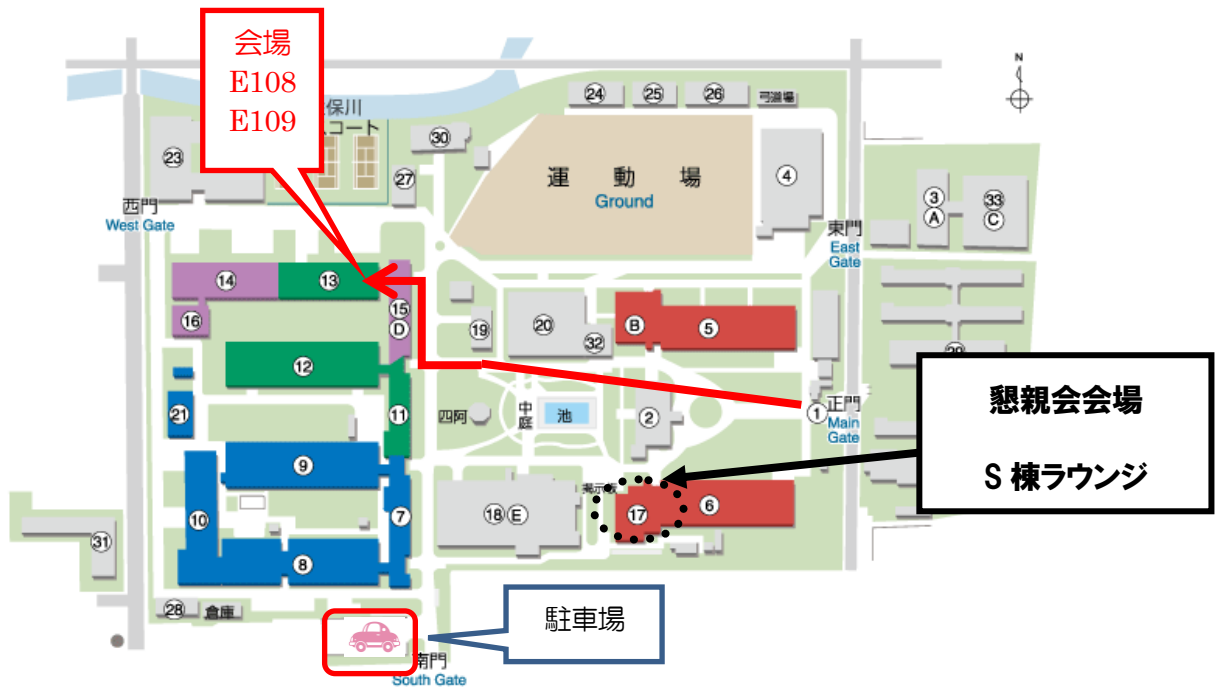 会場
E108
E109
保川
コート
N
㉔
㉕
㉖
弓道場
㉚
㉓
㉗
運動場
Ground
④
③
Ⓐ
㉝
Ⓒ
西門
West Gate
東門
East
Gate
⑭
⑬
⑮
Ⓓ
⑯
⑲
⑳
㉜
Ⓑ
⑤
⑫
㉑
⑪
四阿
中庭
池
②
①
正門
Main
Gate
懇親会会場
S棟ラウンジ
⑨
⑩
⑦
⑧
⑱
Ⓔ
掲示板
⑰
⑥
㉛
㉘
倉庫
駐車場
南門
South Gate